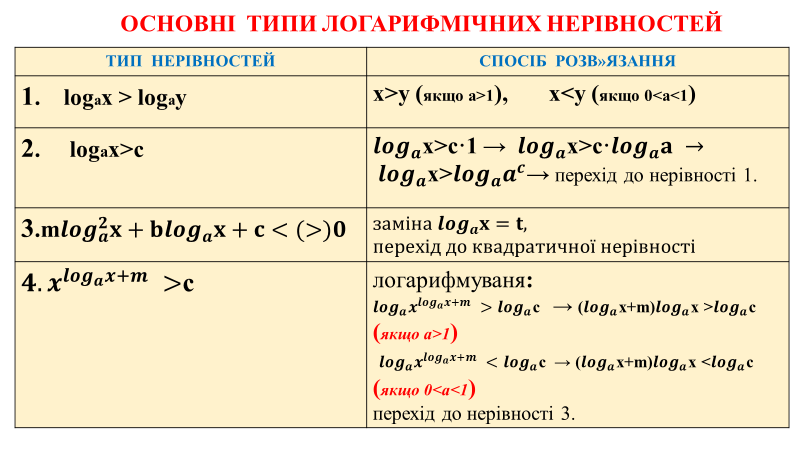 ОСНОВНІ ТИПИ ЛОГАРИФМІЧНИХ НЕРІВНОСТЕЙ
ТИП НЕРІВНОСТЕЙ
СПОСІБ РОЗВ»ЯЗАННЯ
1. logₐx > logₐy
x>y (якщо a>1), x<y (якщо 0<a<1)
2. logₐx>c
𝒍𝒐𝒈ₐx>c·1 → 𝒍𝒐𝒈ₐx>c·𝒍𝒐𝒈ₐa →
𝒍𝒐𝒈ₐx>𝒍𝒐𝒈ₐ𝒂^𝒄→ перехід до нерівності 1.
3.m𝒍𝒐𝒈ₐ²x + b𝒍𝒐𝒈ₐx + c < (>)0
заміна 𝒍𝒐𝒈ₐx = t,
перехід до квадратичної нерівності
4. 𝒙^(𝒍𝒐𝒈ₐ𝒙+𝒎) >c
логарифмуваня:
𝒍𝒐𝒈ₐ𝒙^(𝒍𝒐𝒈ₐ𝒙+𝒎) > 𝒍𝒐𝒈ₐc → (𝒍𝒐𝒈ₐx+m)𝒍𝒐𝒈ₐx >𝒍𝒐𝒈ₐc
(якщо a>1)
𝒍𝒐𝒈ₐ𝒙^(𝒍𝒐𝒈ₐ𝒙+𝒎) < 𝒍𝒐𝒈ₐc → (𝒍𝒐𝒈ₐx+m)𝒍𝒐𝒈ₐx <𝒍𝒐𝒈ₐc
(якщо 0<a<1)
перехід до нерівності 3.